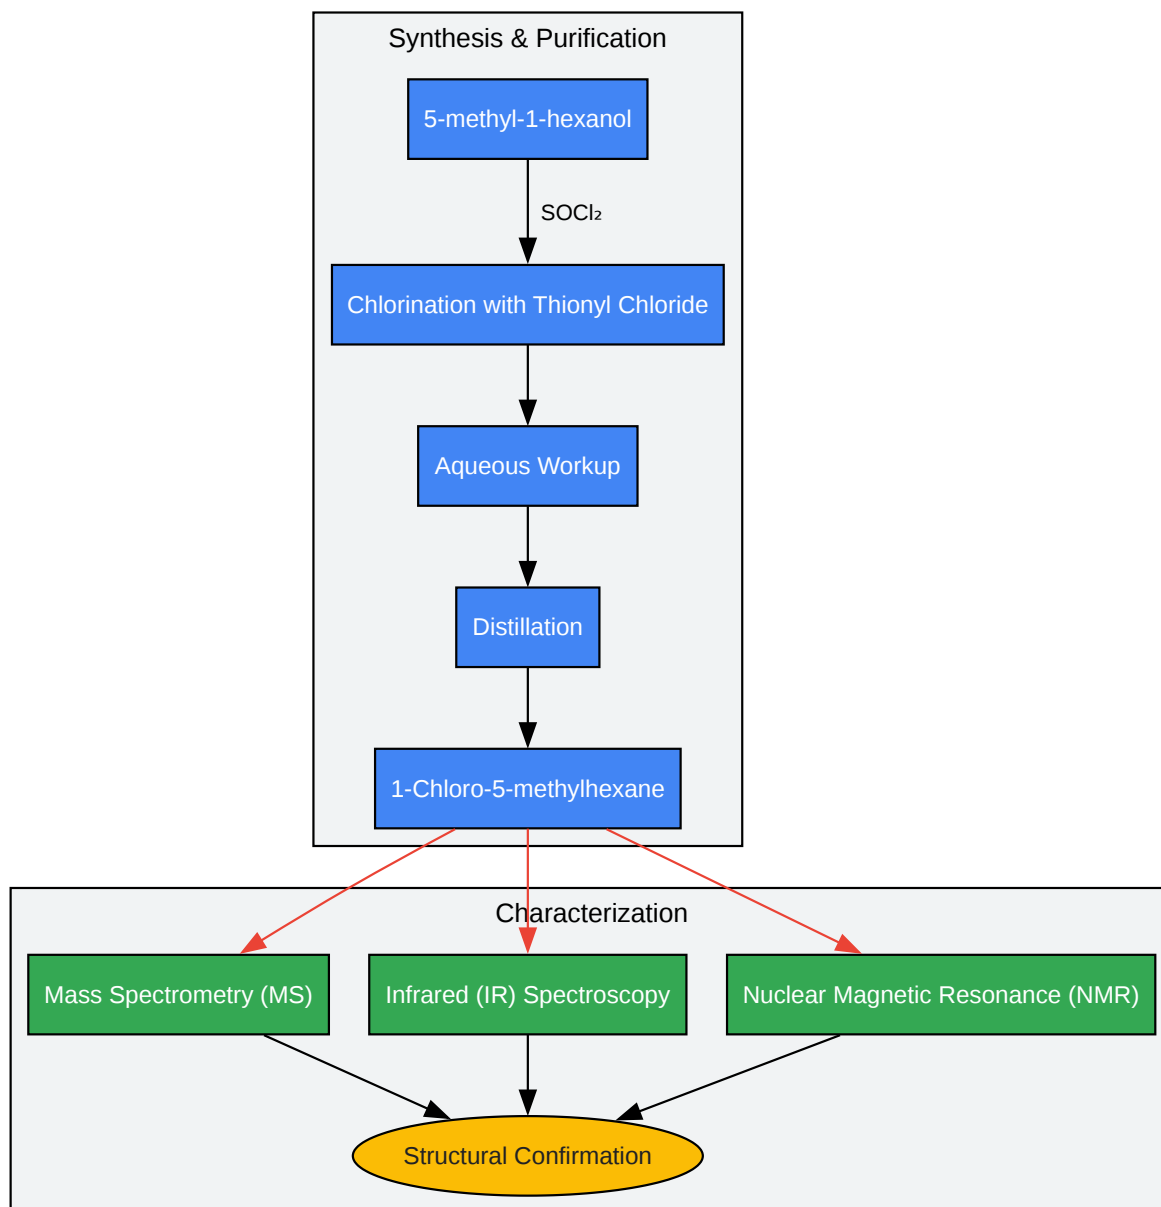 Synthesis & Purification
5-methyl-1-hexanol
SOCl₂
Chlorination with Thionyl Chloride
Aqueous Workup
Distillation
1-Chloro-5-methylhexane
Characterization
Mass Spectrometry (MS)
Infrared (IR) Spectroscopy
Nuclear Magnetic Resonance (NMR)
Structural Confirmation